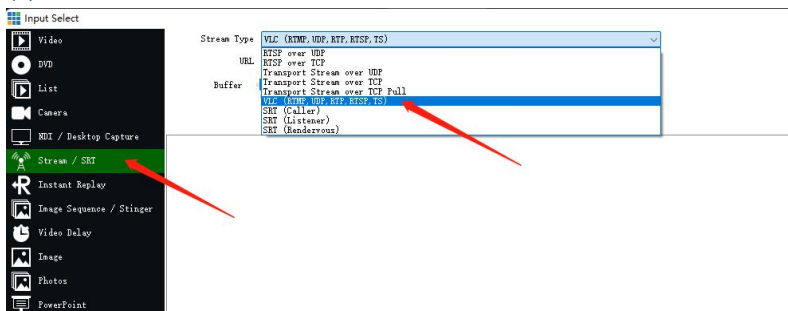 Input Select
Video
Stream Type VLC (RTMP, UDP, RTP, RTSP, TS)
RTSP over UDP
DVD
URL RTSP over TCP
Transport Stream over UDP
List
Buffer Transport Stream over TCP
Transport Stream over TCP Pull
VLC (RTMP, UDP, RTP, RTSP, TS)
Camera
SRT (Caller)
SRT (Listener)
NDI / Desktop Capture
SRT (Rendezvous)
Stream / SRT
Instant Replay
Image Sequence / Stinger
Video Delay
Image
Photos
PowerPoint